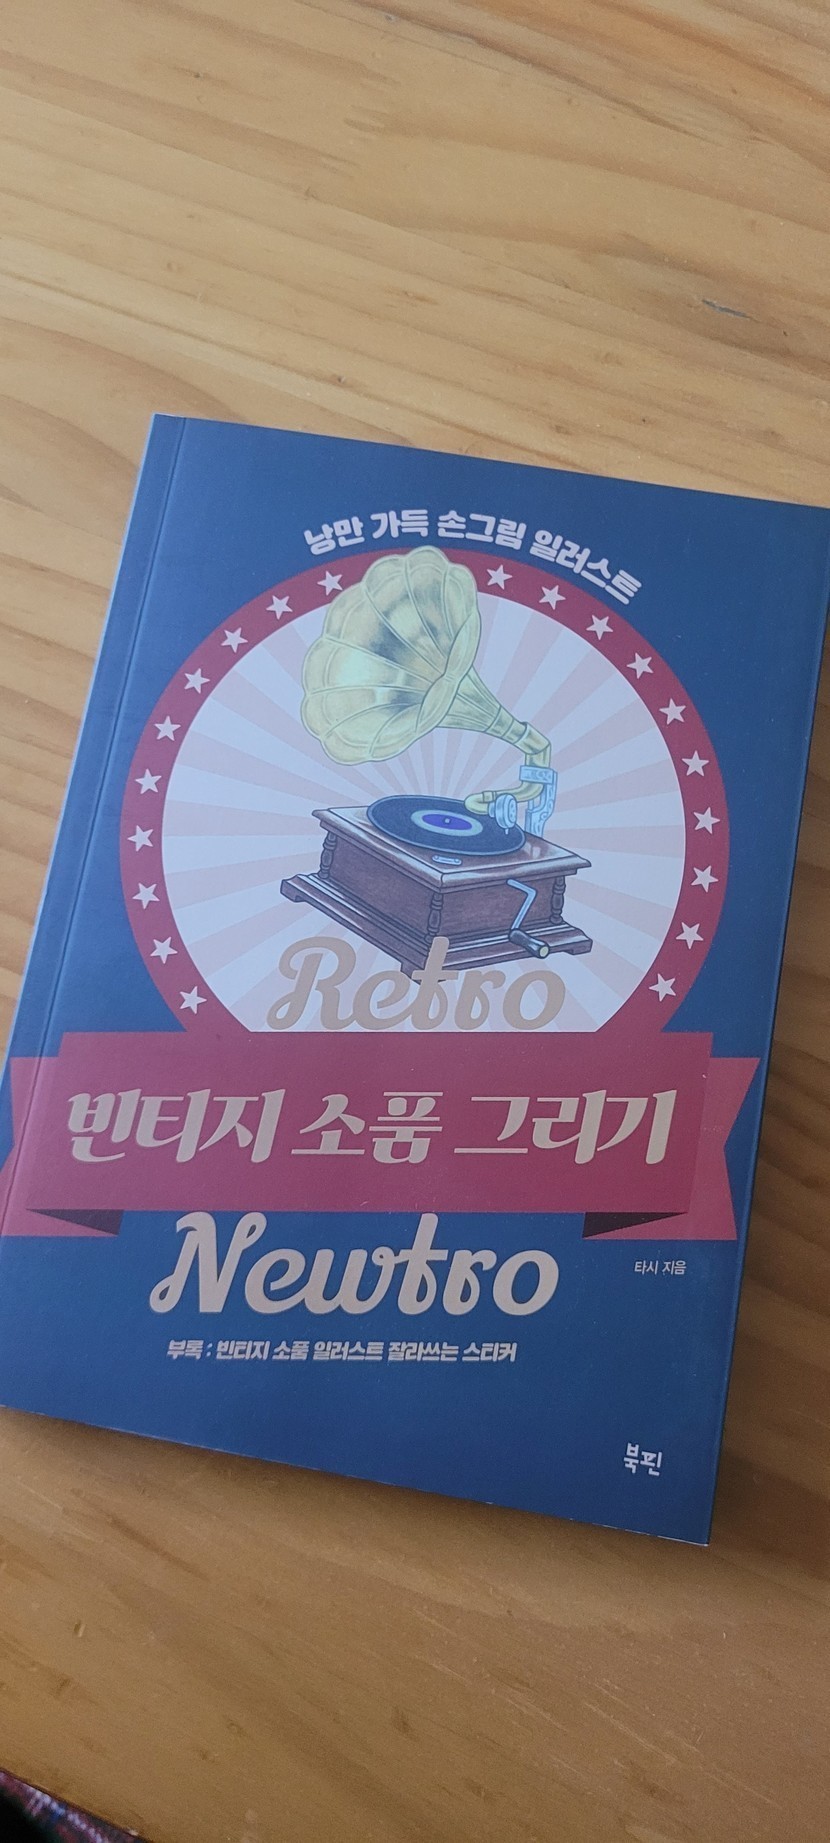 낭만 가득 손그림 일러스트
Retro
빈티지 소품 그리기
Newtro
타시 지음
부록 : 빈티지 소품 일러스트 잘라쓰는 스티커
북핀